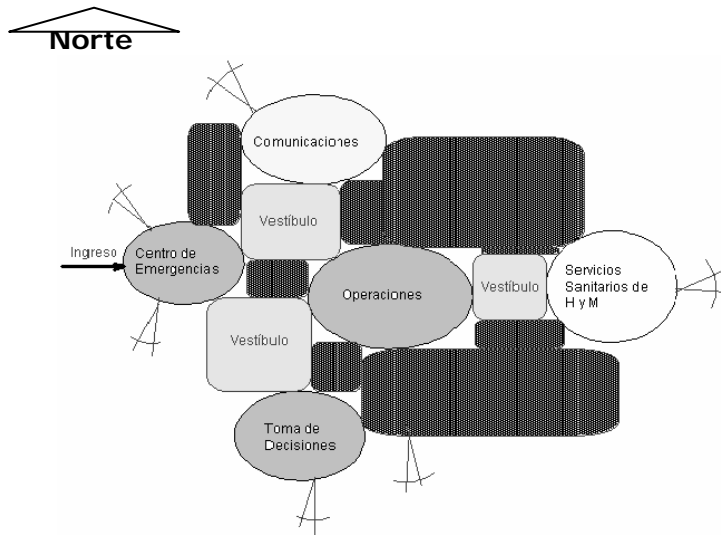 Norte
Comunicaciones
Vestíbulo
Ingreso
Centro de
Emergencias
Operaciones
Vestíbulo
Servicios
Sanitarios de
H y M
Vestíbulo
Toma de
Decisiones